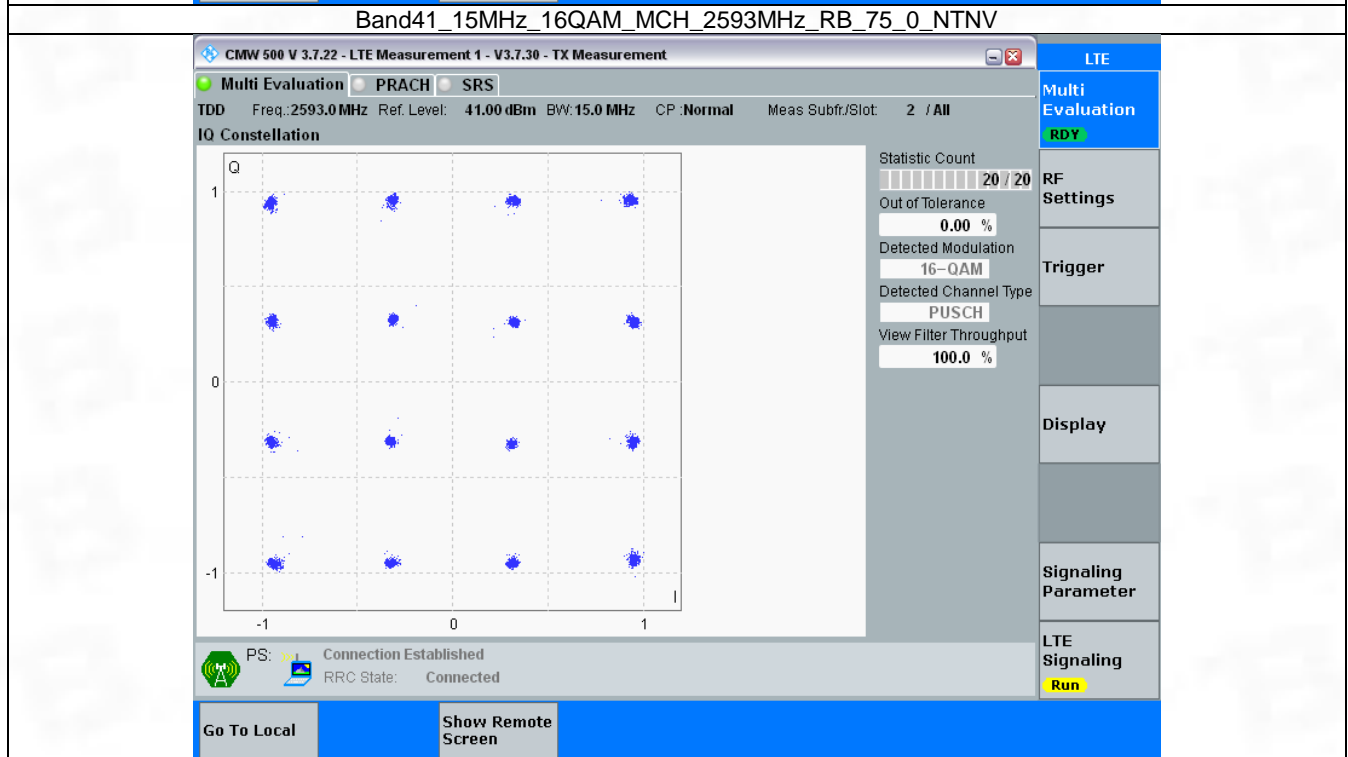 Band41_15MHz_16QAM_MCH_2593MHz_RB_75_0_NTNV
CMW 500 V 3.7.22 - LTE Measurement 1 - V3.7.30 - TX Measurement
LTE
Multi Evaluation PRACH SRS
TDD Freq.:2593.0 MHz Ref. Level: 41.00 dBm BW:15.0 MHz CP :Normal Meas Subfr./Slot: 2 / All
IQ Constellation
Q
1
0
-1
I
-1 0 1
Statistic Count
20 / 20
Out of Tolerance
0.00 %
Detected Modulation
16-QAM
Detected Channel Type
PUSCH
View Filter Throughput
100.0 %
Multi
Evaluation
RDY
RF
Settings
Trigger
Display
Signaling
Parameter
LTE
Signaling
Run
PS: Connection Established
RRC State: Connected
Go To Local
Show Remote
Screen